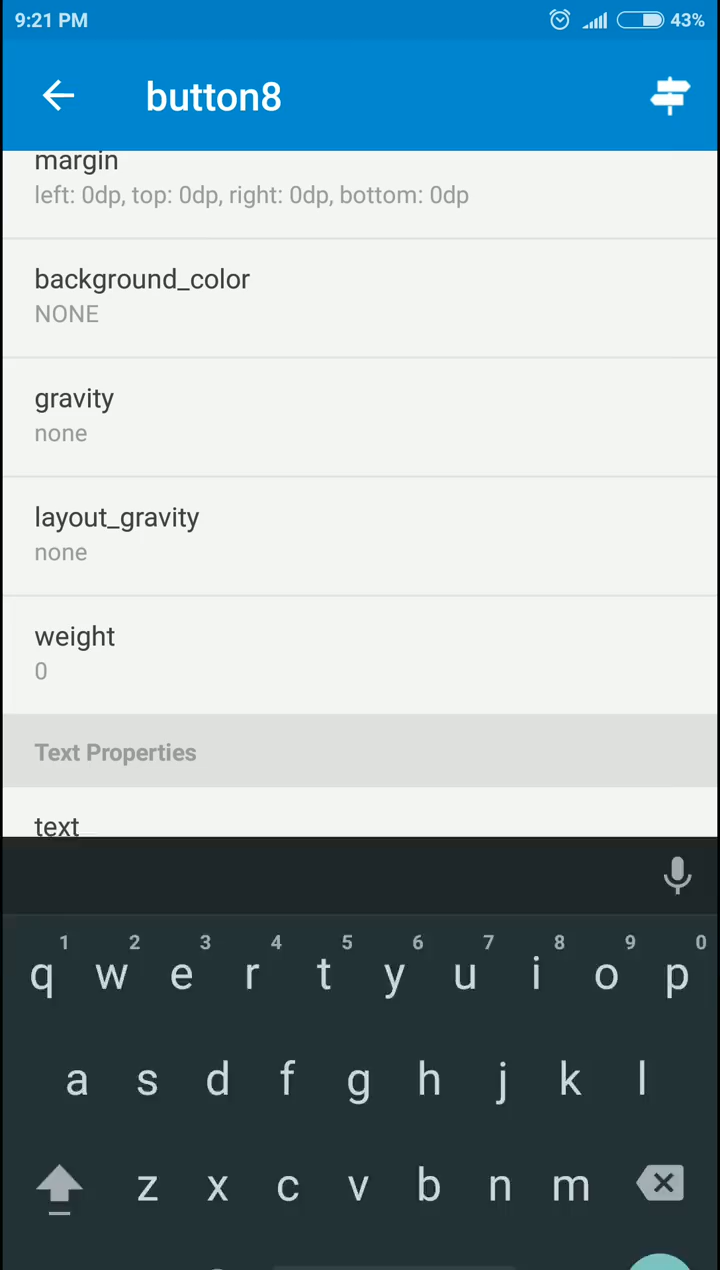 9:21 PM 43%
button8
margin
left: 0dp, top: 0dp, right: 0dp, bottom: 0dp
background_color
NONE
gravity
none
layout_gravity
none
weight
0
Text Properties
text
1 2 3 4 5 6 7 8 9 0
q w e r t y u i o p
a s d f g h j k l
z x c v b n m